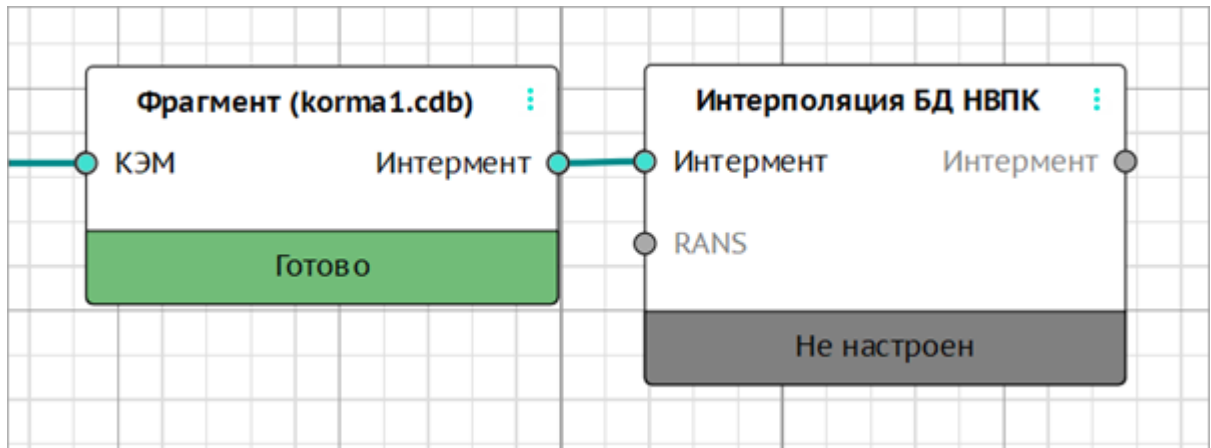 Фрагмент (korma1.cdb)
КЭМ Интермент
Готово
Интерполяция БД НВПК
Интермент Интермент
RANS
Не настроен